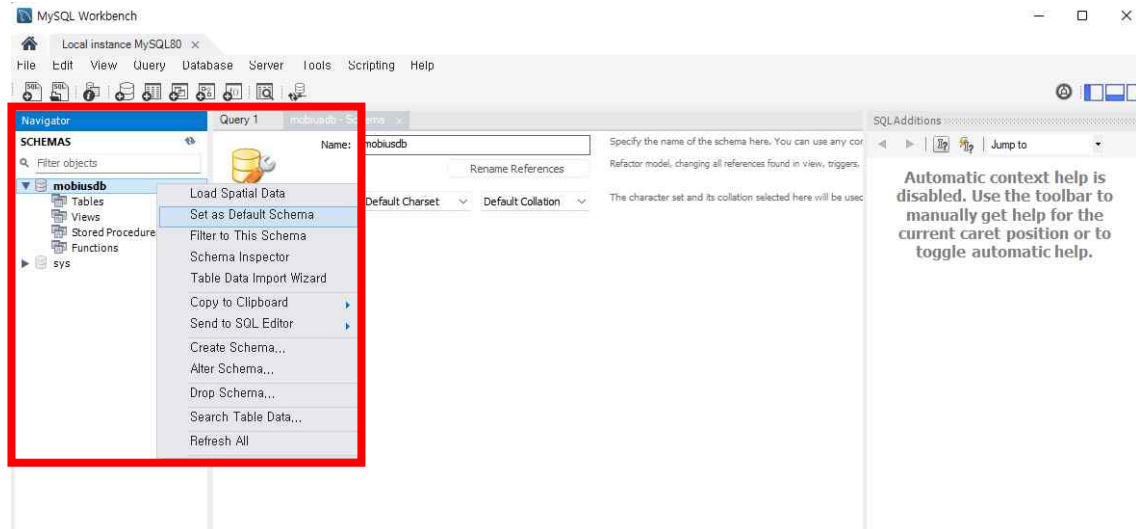 MySQL Workbench
Local instance MySQL80
File Edit View Query Database Server Tools Scripting Help
Navigator
SCHEMAS
Filter objects
mobiusdb
Tables
Views
Stored Procedure
Functions
sys
Load Spatial Data
Set as Default Schema
Filter to This Schema
Schema Inspector
Table Data Import Wizard
Copy to Clipboard
Send to SQL Editor
Create Schema...
Alter Schema...
Drop Schema...
Search Table Data...
Refresh All
Query 1 mobiusdb - Schema
Name: mobiusdb
Rename References
Default Charset Default Collation
Specify the name of the schema here. You can use any cor
Refactor model, changing all references found in view, triggers,
The character set and its collation selected here will be usec
SQLAdditions
Jump to
Automatic context help is
disabled. Use the toolbar to
manually get help for the
current caret position or to
toggle automatic help.